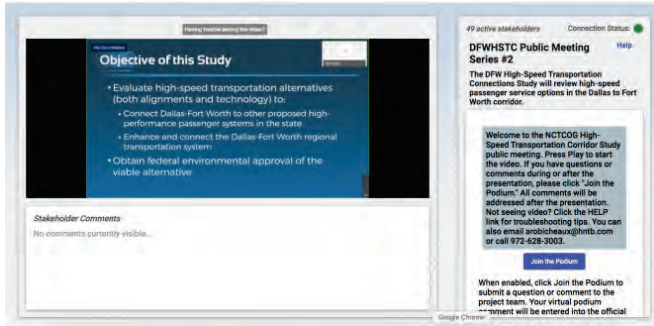 Having trouble seeing the video?
Objective of this Study
• Evaluate high-speed transportation alternatives
(both alignments and technology) to:
• Connect Dallas-Fort Worth to other proposed high-
performance passenger systems in the state
• Enhance and connect the Dallas-Fort Worth regional
transportation system
• Obtain federal environmental approval of the
viable alternative
Stakeholder Comments
No comments currently visible...
49 active stakeholders Connection Status:
DFWHSTC Public Meeting Help
Series #2
The DFW High-Speed Transportation
Connections Study will review high-speed
passenger service options in the Dallas to Fort
Worth corridor.
Welcome to the NCTCOG High-
Speed Transportation Corridor Study
public meeting. Press Play to start
the video. If you have questions or
comments during or after the
presentation, please click "Join the
Podium." All comments will be
addressed after the presentation.
Not seeing video? Click the HELP
link for troubleshooting tips. You can
also email arobicheaux@hntb.com
or call 972-628-3003.
Join the Podium
When enabled, click Join the Podium to
submit a question or comment to the
project team. Your virtual podium
comment will be entered into the official
Google Chrome